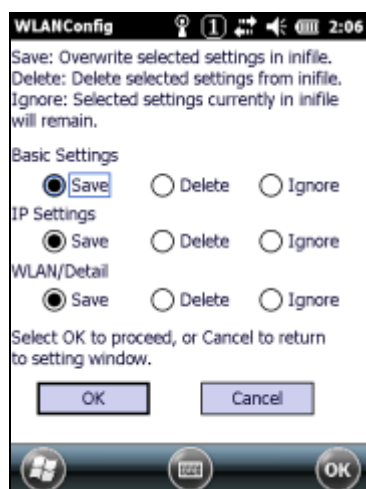 WLANConfig 1 2:06
Save: Overwrite selected settings in inifile.
Delete: Delete selected settings from inifile.
Ignore: Selected settings currently in inifile
will remain.
Basic Settings
Save Delete Ignore
IP Settings
Save Delete Ignore
WLAN/Detail
Save Delete Ignore
Select OK to proceed, or Cancel to return
to setting window.
OK Cancel
OK